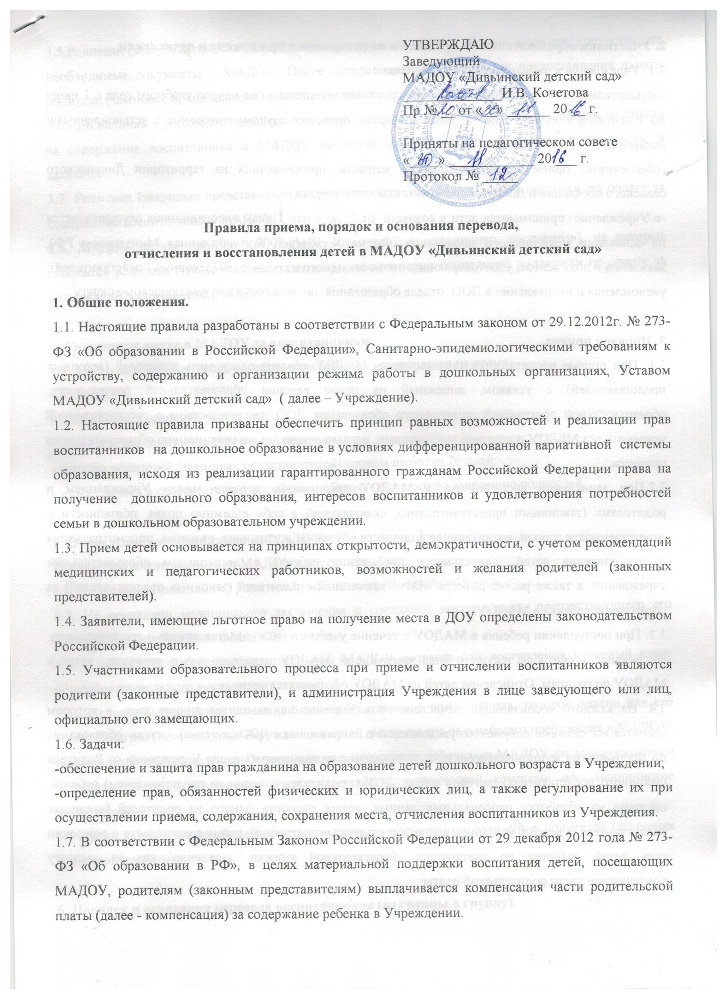 УТВЕРЖДАЮ
Заведующий
МАДОУ «Дивьинский детский сад»
И.В. Кочетова
Пр № 20 от «30» 11 2016 г.
Приняты на педагогическом совете
«30» 11 2016 г.
Протокол № 12
Правила приема, порядок и основания перевода,
отчисления и восстановления детей в МАДОУ «Дивьинский детский сад»
1. Общие положения.
1.1. Настоящие правила разработаны в соответствии с Федеральным законом от 29.12.2012г. № 273-
ФЗ «Об образовании в Российской Федерации», Санитарно-эпидемиологическими требованиям к
устройству, содержанию и организации режима работы в дошкольных организациях, Уставом
МАДОУ «Дивьинский детский сад» ( далее – Учреждение).
1.2. Настоящие правила призваны обеспечить принцип равных возможностей и реализации прав
воспитанников на дошкольное образование в условиях дифференцированной вариативной системы
образования, исходя из реализации гарантированного гражданам Российской Федерации права на
получение дошкольного образования, интересов воспитанников и удовлетворения потребностей
семьи в дошкольном образовательном учреждении.
1.3. Прием детей основывается на принципах открытости, демократичности, с учетом рекомендаций
медицинских и педагогических работников, возможностей и желания родителей (законных
представителей).
1.4. Заявители, имеющие льготное право на получение места в ДОУ определены законодательством
Российской Федерации.
1.5. Участниками образовательного процесса при приеме и отчислении воспитанников являются
родители (законные представители), и администрация Учреждения в лице заведующего или лиц,
официально его замещающих.
1.6. Задачи:
-обеспечение и защита прав гражданина на образование детей дошкольного возраста в Учреждении;
-определение прав, обязанностей физических и юридических лиц, а также регулирование их при
осуществлении приема, содержания, сохранения места, отчисления воспитанников из Учреждения.
1.7. В соответствии с Федеральным Законом Российской Федерации от 29 декабря 2012 года № 273-
ФЗ «Об образовании в РФ», в целях материальной поддержки воспитания детей, посещающих
МАДОУ, родителям (законным представителям) выплачивается компенсация части родительской
платы (далее - компенсация) за содержание ребенка в Учреждении.